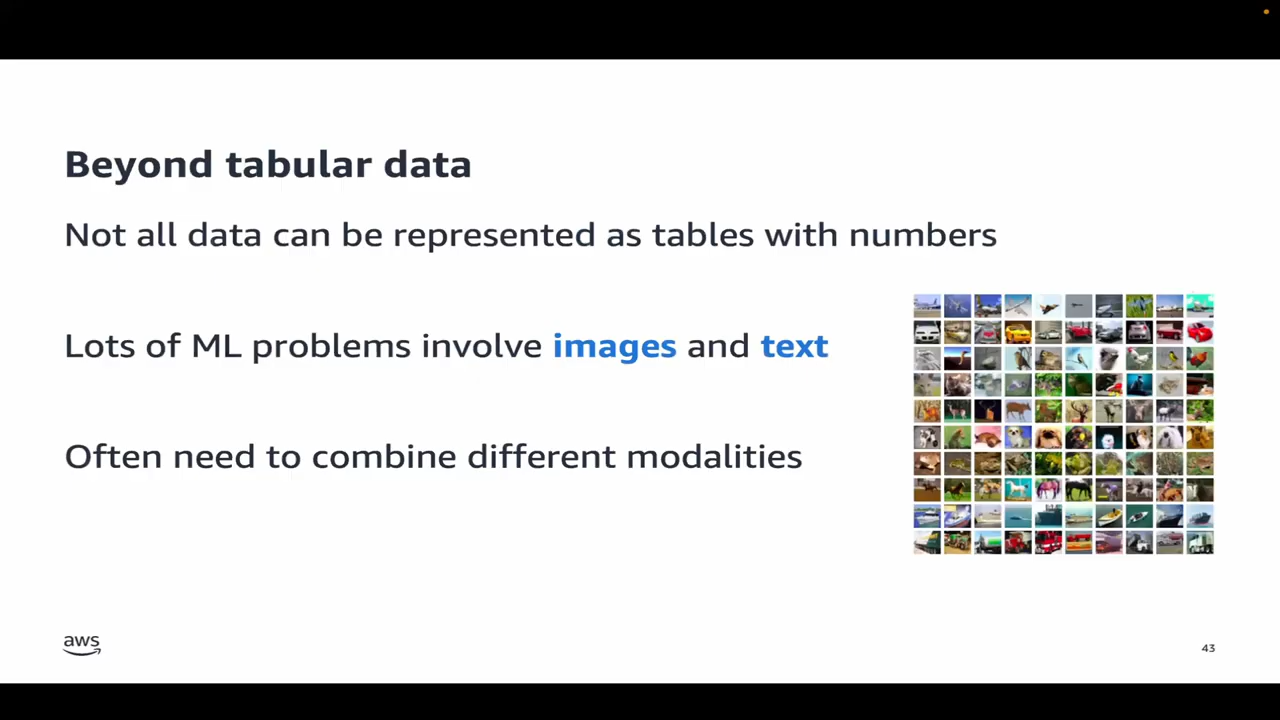 Beyond tabular data
Not all data can be represented as tables with numbers
Lots of ML problems involve images and text
Often need to combine different modalities
aws
43